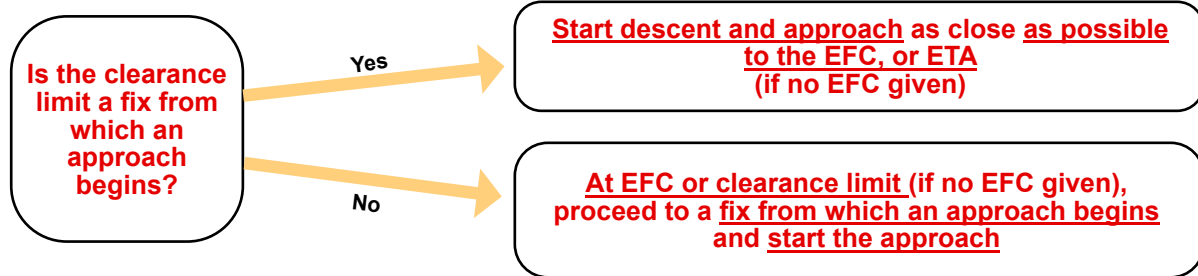 Is the clearance
limit a fix from
which an
approach
begins?
Yes
Start descent and approach as close as possible
to the EFC, or ETA
(if no EFC given)
No
At EFC or clearance limit (if no EFC given),
proceed to a fix from which an approach begins
and start the approach